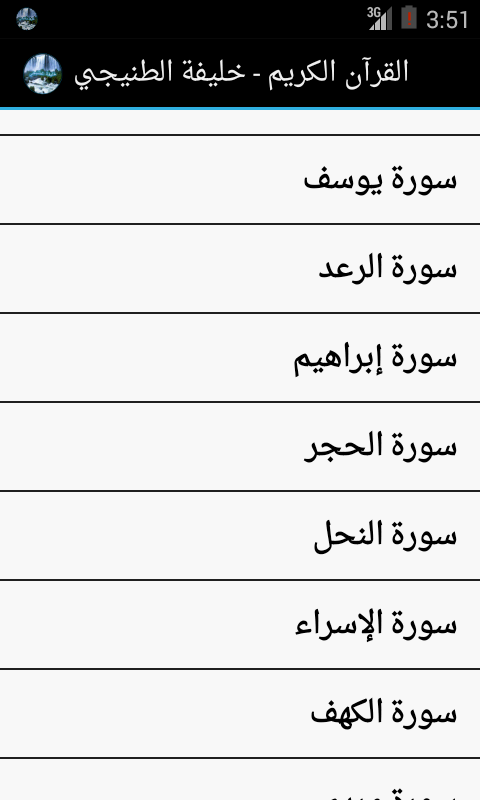 3G 3:51
القرآن الكريم - خليفة الطنيجي
سورة يوسف
سورة الرعد
سورة إبراهيم
سورة الحجر
سورة النحل
سورة الإسراء
سورة الكهف